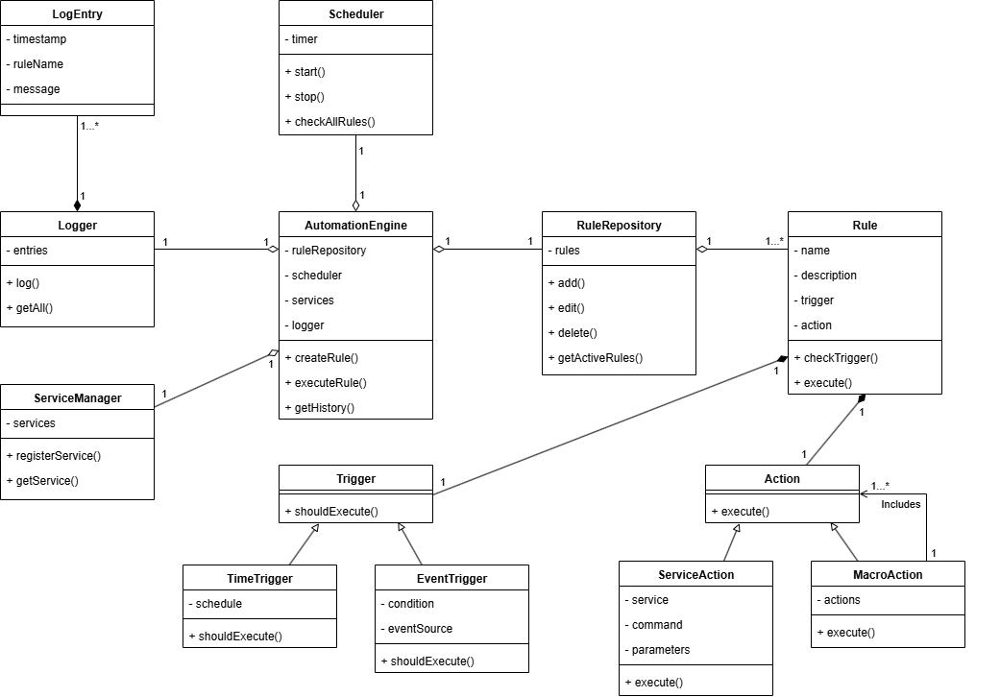 LogEntry
- timestamp
- ruleName
- message
Scheduler
- timer
+ start()
+ stop()
+ checkAllRules()
1...*
1
1
1
Logger
- entries
+ log()
+ getAll()
1
1
AutomationEngine
- ruleRepository
- scheduler
- services
- logger
+ createRule()
+ executeRule()
+ getHistory()
1
1
RuleRepository
- rules
+ add()
+ edit()
+ delete()
+ getActiveRules()
1
1...*
Rule
- name
- description
- trigger
- action
+ checkTrigger()
+ execute()
1
1
ServiceManager
- services
+ registerService()
+ getService()
1
1
1
1
Trigger
+ shouldExecute()
Action
+ execute()
1...*
Includes
1
TimeTrigger
- schedule
+ shouldExecute()
EventTrigger
- condition
- eventSource
+ shouldExecute()
ServiceAction
- service
- command
- parameters
+ execute()
MacroAction
- actions
+ execute()